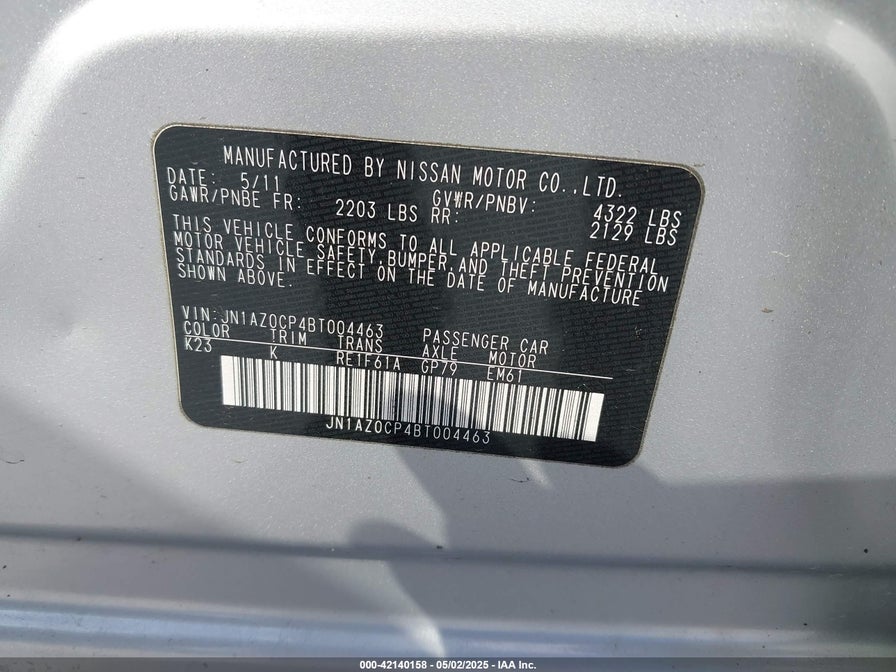 MANUFACTURED BY NISSAN MOTOR CO.,LTD.
DATE: 5/11 GVWR/PNBV: 4322 LBS
GAWR/PNBE FR: 2203 LBS RR: 2129 LBS
THIS VEHICLE CONFORMS TO ALL APPLICABLE FEDERAL
MOTOR VEHICLE SAFETY,BUMPER,AND THEFT PREVENTION
STANDARDS IN EFFECT ON THE DATE OF MANUFACTURE
SHOWN ABOVE.
VIN:JN1AZ0CP4BT004463 PASSENGER CAR
COLOR TRIM TRANS AXLE MOTOR
K23 K RE1F61A GP79 EM61
JN1AZ0CP4BT004463
000-42140158 - 05/02/2025 - IAA Inc.